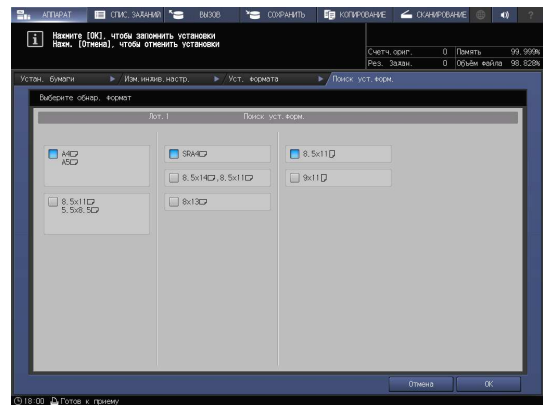 АППАРАТ
СПИС. ЗАДАНИЙ
ВЫЗОВ
СОХРАНИТЬ
КОПИРОВАНИЕ
СКАНИРОВАНИЕ
?
Нажмите [OK], чтобы запомнить установки
Нажм. [Отмена], чтобы отменить установки
Счетч. ориг. 0 Память 99.999%
Рез. Задан. 0 Объём файла 98.828%
Устан. бумаги
Изм.индив.настр.
Уст. формата
Поиск уст.форм.
Выберите обнар. формат
Лот.1 Поиск уст.форм.
A4
A5
SRA4
8.5x11
8.5x14, 8.5x11
9x11
8.5x11
5.5x8.5
8x13
Отмена
OK
18:00 Готов к приему